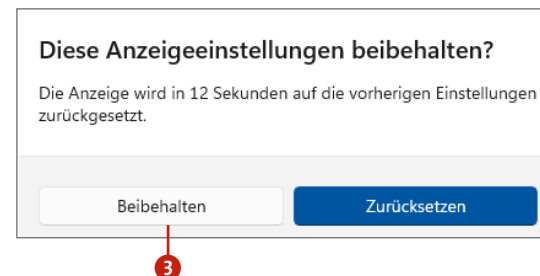 Diese Anzeigeeinstellungen beibehalten?
Die Anzeige wird in 12 Sekunden auf die vorherigen Einstellungen
zurückgesetzt.
Beibehalten
Zurücksetzen
3